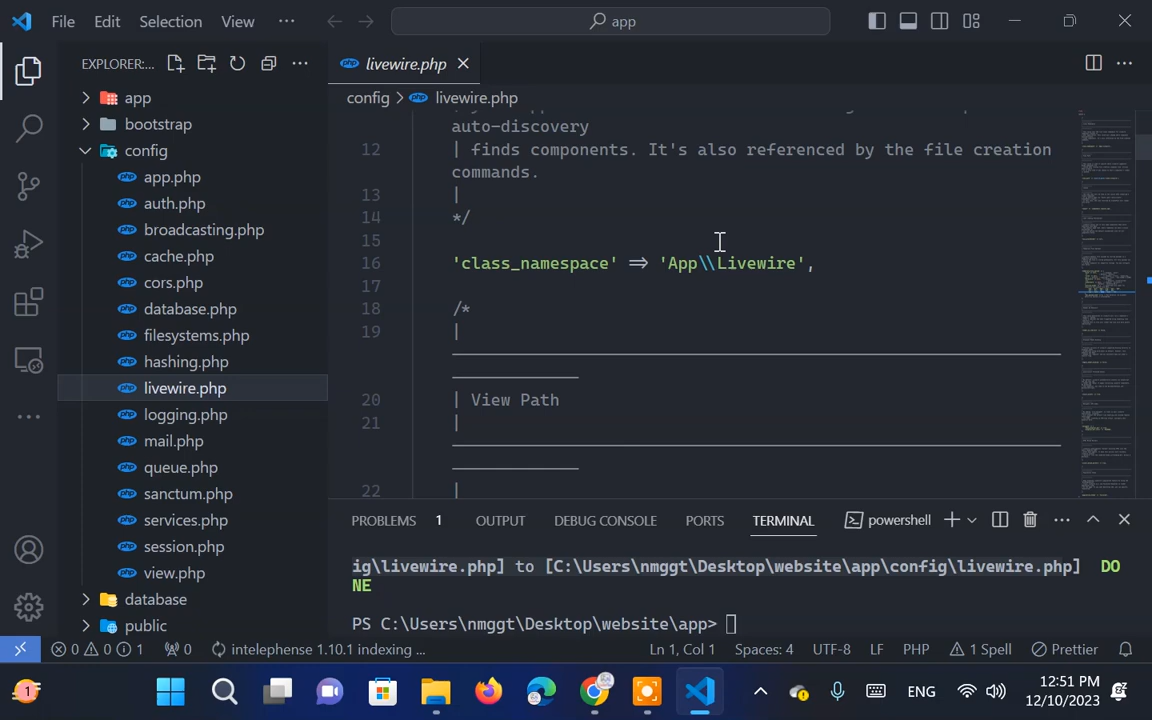 File Edit Selection View ··· app
EXPLORER:... livewire.php
app
bootstrap
config
app.php
auth.php
broadcasting.php
cache.php
cors.php
database.php
filesystems.php
hashing.php
livewire.php
logging.php
mail.php
queue.php
sanctum.php
services.php
session.php
view.php
database
public
config > livewire.php
auto-discovery
12 | finds components. It's also referenced by the file creation
commands.
13 |
14 */
15
16 'class_namespace' => 'App\\Livewire',
17
18 /*
19 |
20 | View Path
21 |
22 |
PROBLEMS 1 OUTPUT DEBUG CONSOLE PORTS TERMINAL powershell
ig\livewire.php] to [C:\Users\nmggt\Desktop\website\app\config\livewire.php] DO
NE
PS C:\Users\nmggt\Desktop\website\app>
0 0 1 0 intelephense 1.10.1 indexing ... Ln 1, Col 1 Spaces: 4 UTF-8 LF PHP 1 Spell Prettier
1 ENG 12:51 PM
12/10/2023